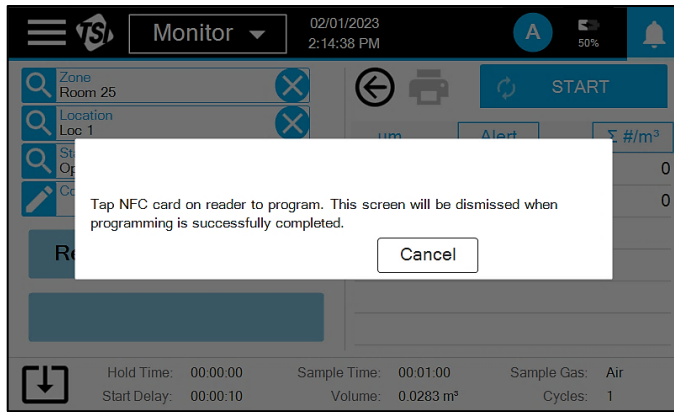 TSI Monitor 02/01/2023 A
2:14:38 PM 50%
Zone
Room 25
START
Location
Loc 1
µm Alert Σ #/m³
0
0
Tap NFC card on reader to program. This screen will be dismissed when
programming is successfully completed.
Cancel
Hold Time: 00:00:00 Sample Time: 00:01:00 Sample Gas: Air
Start Delay: 00:00:10 Volume: 0.0283 m³ Cycles: 1